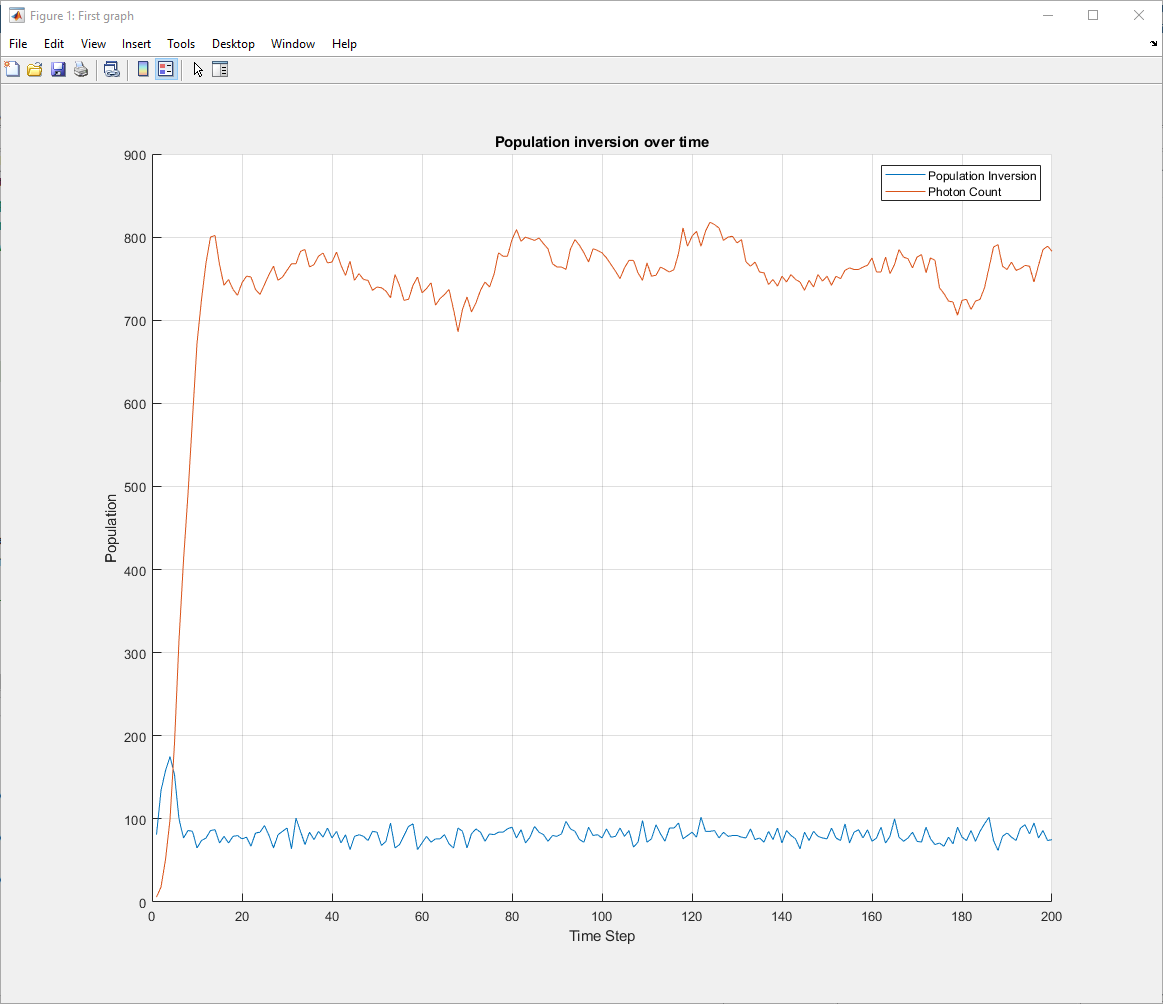 Figure 1: First graph
File Edit View Insert Tools Desktop Window Help
Population inversion over time
Population Inversion
Photon Count
900
800
700
600
500
400
300
200
100
0
Population
0 20 40 60 80 100 120 140 160 180 200
Time Step